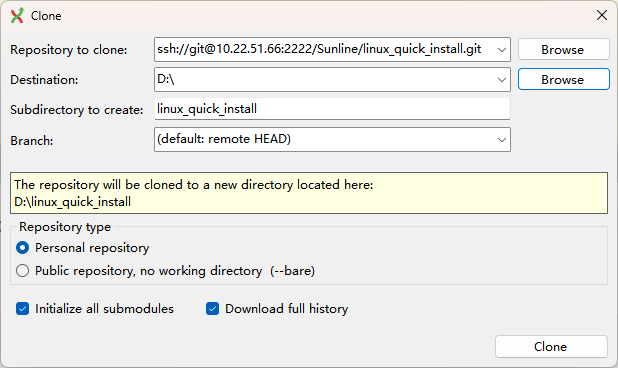 Clone
Repository to clone: ssh://git@10.22.51.66:2222/Sunline/linux_quick_install.git Browse
Destination: D:\ Browse
Subdirectory to create: linux_quick_install
Branch: (default: remote HEAD)
The repository will be cloned to a new directory located here:
D:\linux_quick_install
Repository type
Personal repository
Public repository, no working directory (--bare)
Initialize all submodules Download full history
Clone